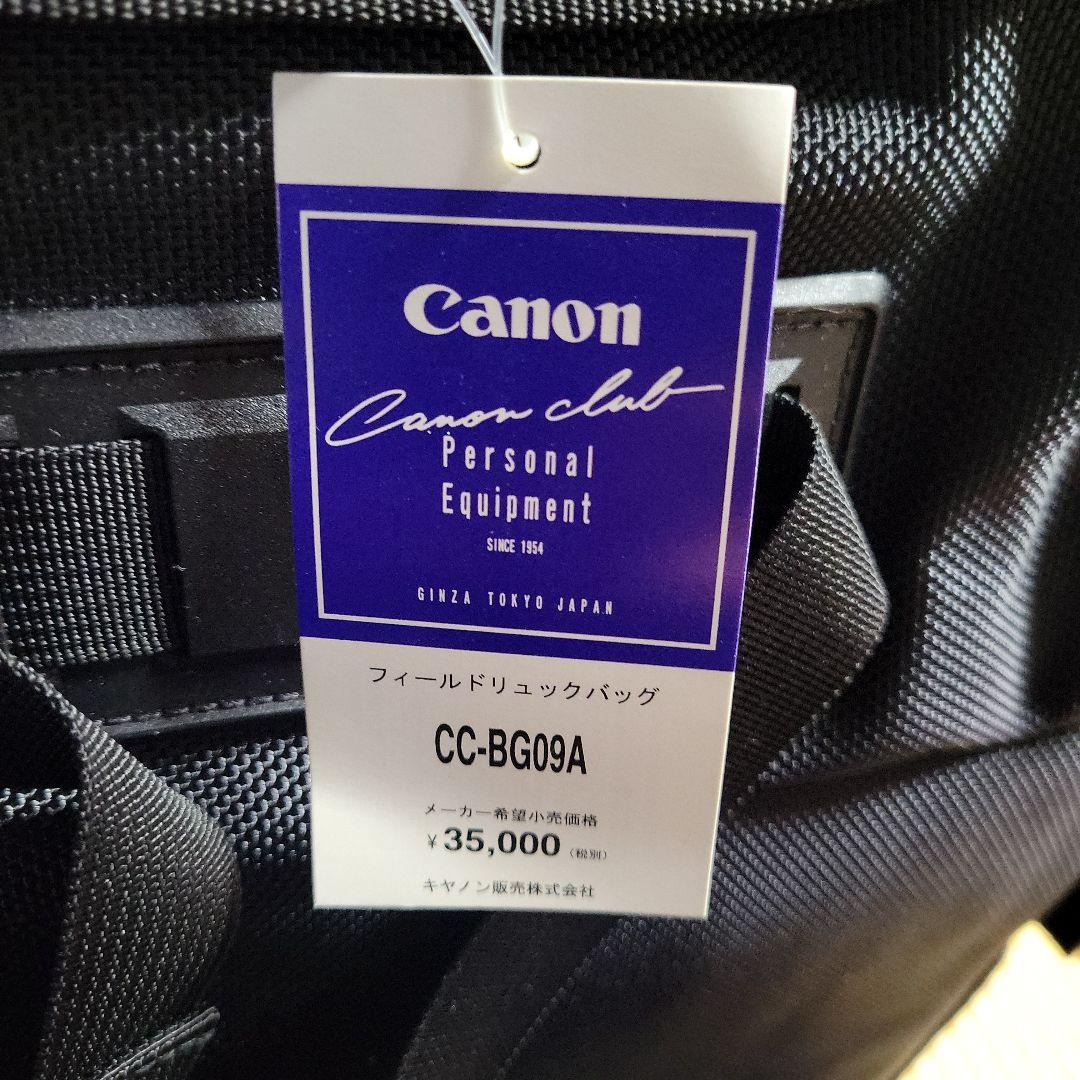 Canon
Canon club
Personal
Equipment
SINCE 1954
GINZA TOKYO JAPAN
フィールドリュックバッグ
CC-BG09A
メーカー希望小売価格
¥35,000（税別）
キヤノン販売株式会社